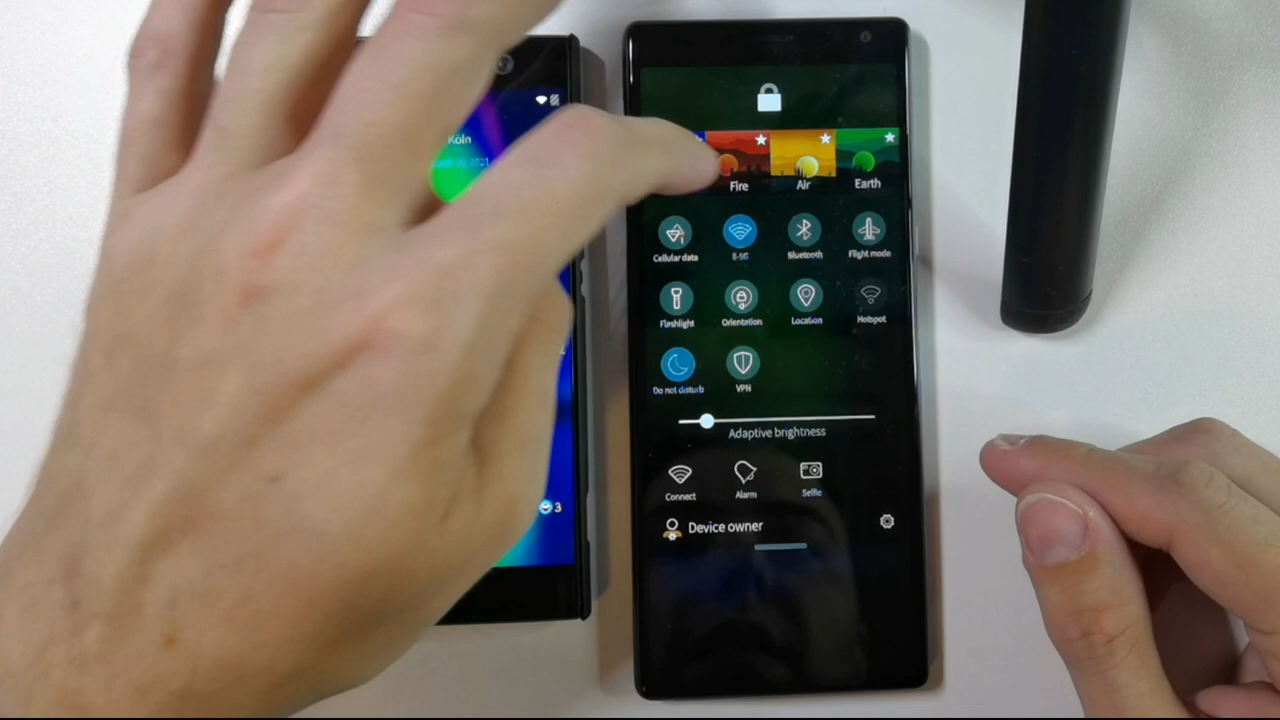 Köln
Fire
Air
Earth
Cellular data
Bluetooth
Flight mode
Flashlight
Orientation
Location
Hotspot
Do not disturb
VPN
Adaptive brightness
Connect
Alarm
Selfie
3
Device owner